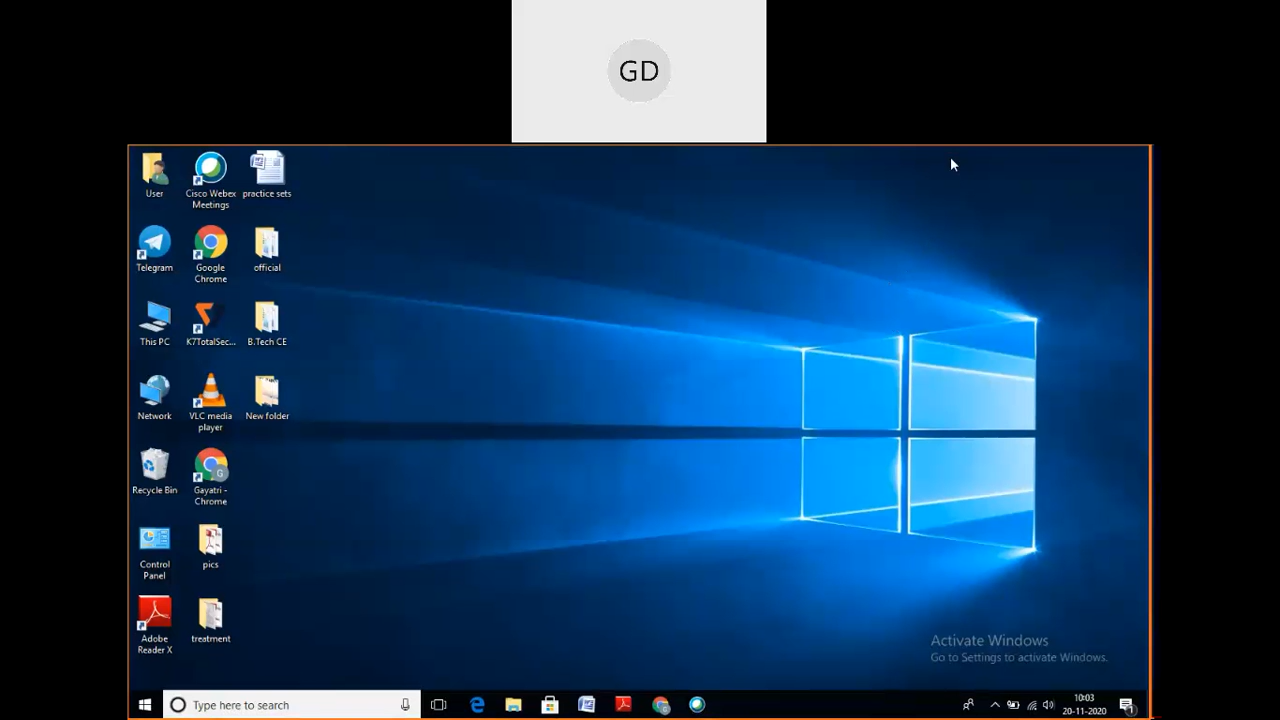 GD
User
Cisco Webex
Meetings
practice sets
Telegram
Google
Chrome
official
This PC
K7TotalSec...
B.Tech CE
Network
VLC media
player
New folder
Recycle Bin
Gayatri -
Chrome
Control
Panel
pics
Adobe
Reader X
treatment
Activate Windows
Go to Settings to activate Windows.
Type here to search
10:03
20-11-2020